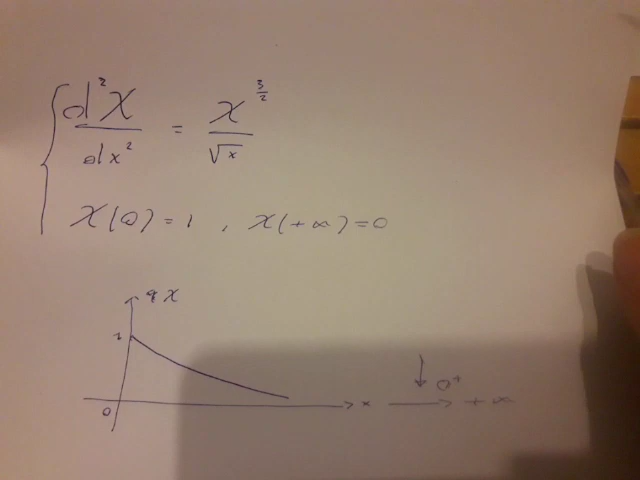 d²χ/dx² = χ^(3/2)/√x
χ(0) = 1 , χ(+∞) = 0
χ
1
0 x 0⁺
→ +∞